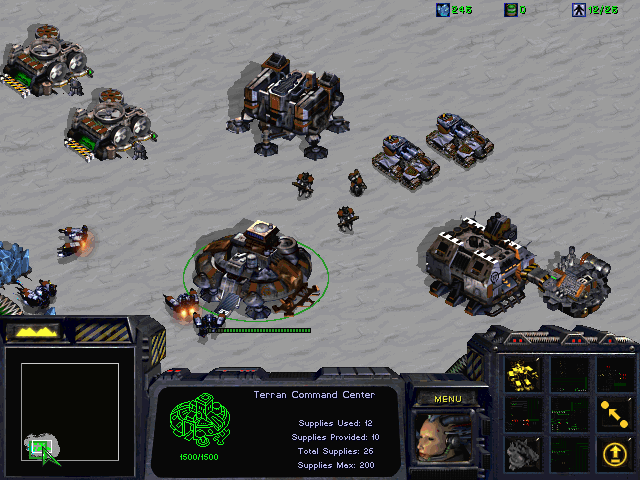 246 0 12/26
Terran Command Center
Supplies Used: 12
Supplies Provided: 10
Total Supplies: 26
Supplies Max: 200
1500/1500
MENU